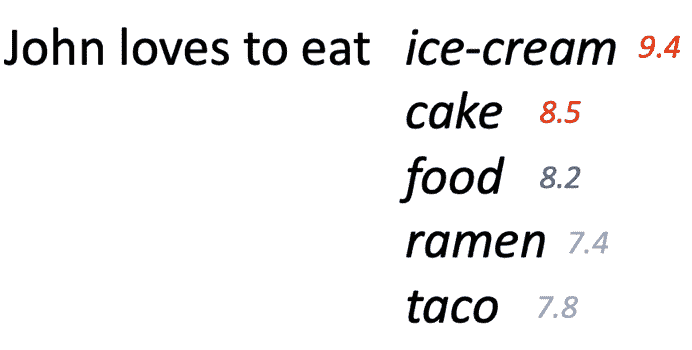 John loves to eat ice-cream 9.4
cake 8.5
food 8.2
ramen 7.4
taco 7.8